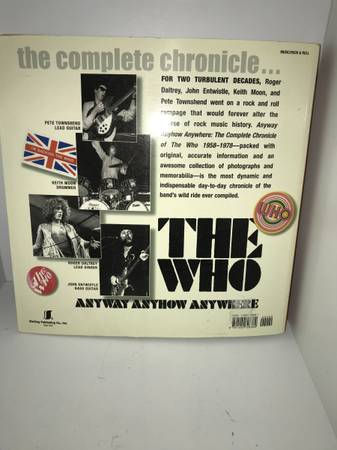 MUSIC/ROCK & ROLL
the complete chronicle...
FOR TWO TURBULENT DECADES, Roger
Daltrey, John Entwistle, Keith Moon, and
Pete Townshend went on a rock and roll
rampage that would forever alter the
course of rock music history. Anyway
Anyhow Anywhere: The Complete Chronicle
of The Who 1958–1978—packed with
original, accurate information and an
awesome collection of photographs and
memorabilia—is the most dynamic and
indispensable day-to-day chronicle of the
band's wild ride ever compiled.
PETE TOWNSHEND
LEAD GUITAR
KEITH MOON
DRUMMER
ROGER DALTREY
LEAD SINGER
JOHN ENTWISTLE
BASS GUITAR
WHO
THE
WHO
ANYWAY ANYHOW ANYWHERE
Sterling Publishing Co., Inc.